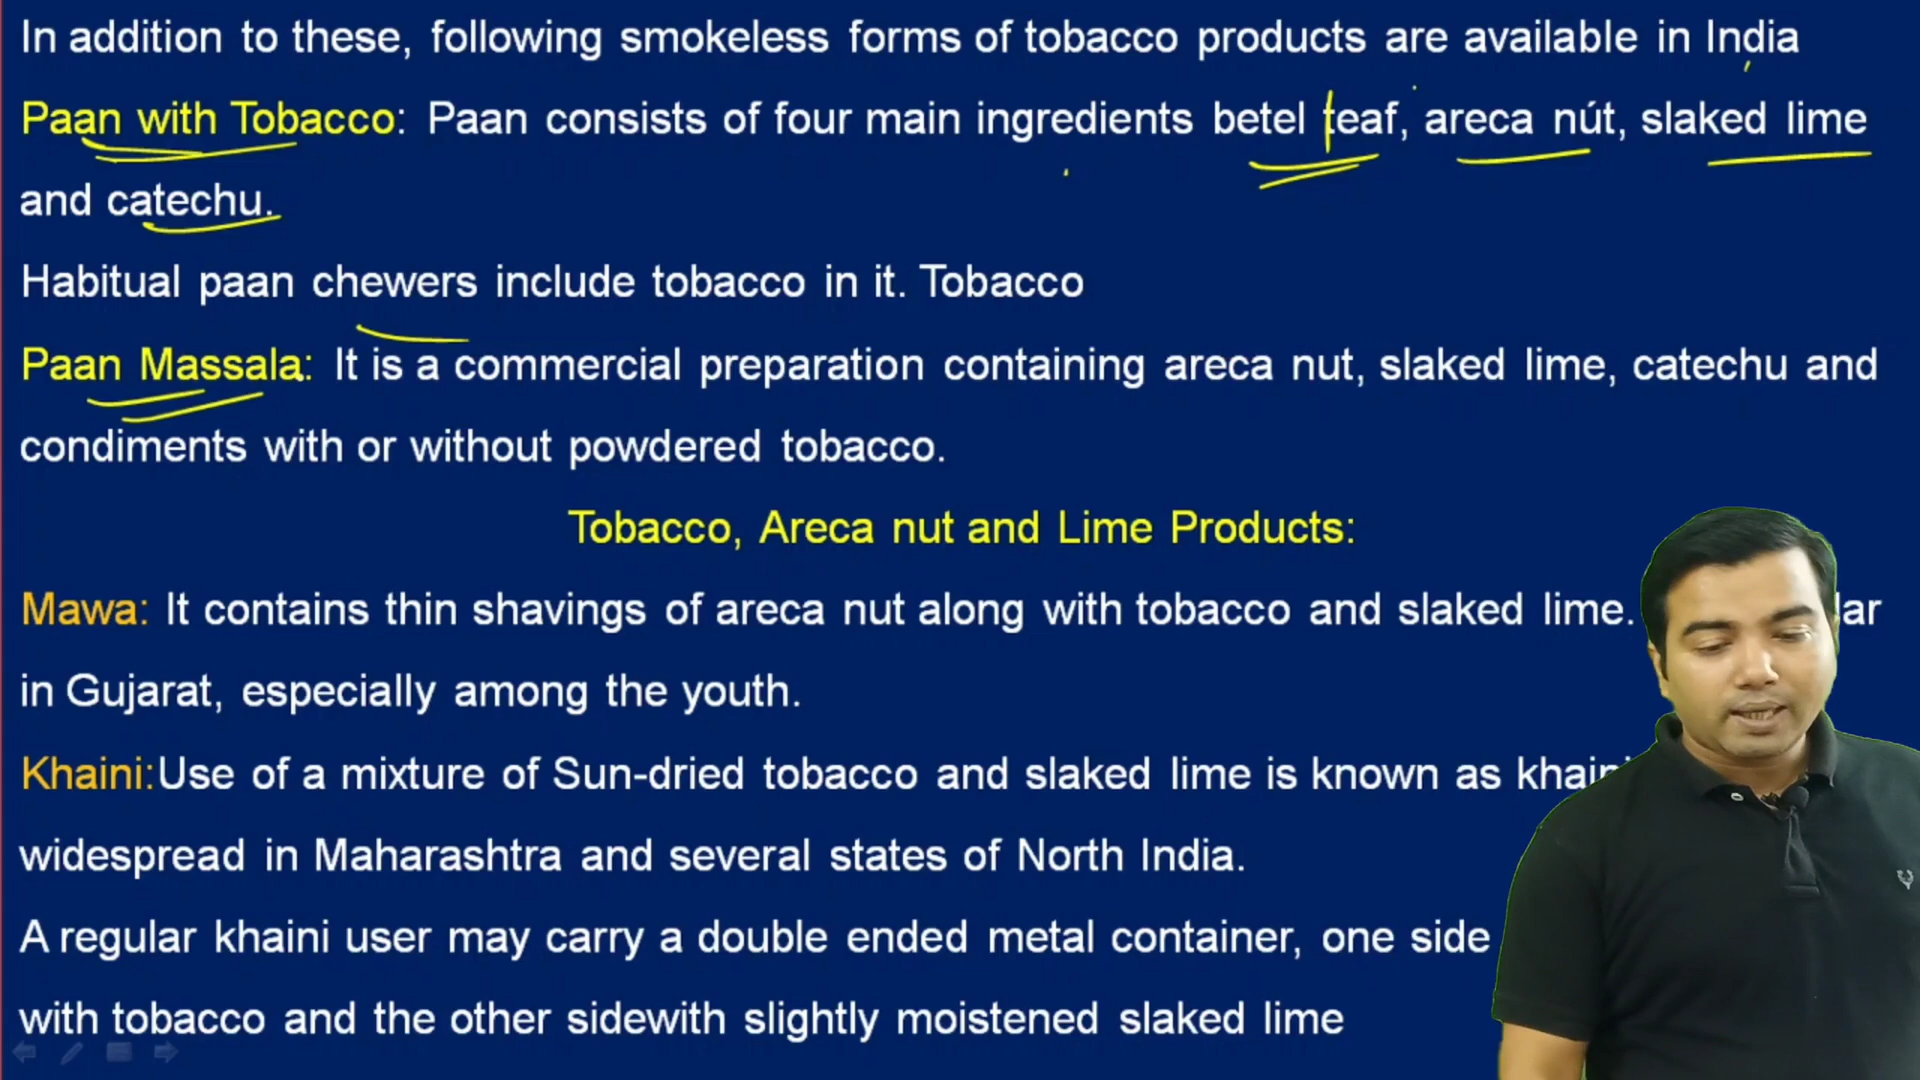 In addition to these, following smokeless forms of tobacco products are available in India
Paan with Tobacco: Paan consists of four main ingredients betel leaf, areca nut, slaked lime
and catechu.
Habitual paan chewers include tobacco in it. Tobacco
Paan Massala: It is a commercial preparation containing areca nut, slaked lime, catechu and
condiments with or without powdered tobacco.
Tobacco, Areca nut and Lime Products:
Mawa: It contains thin shavings of areca nut along with tobacco and slaked lime.
in Gujarat, especially among the youth.
Khaini:Use of a mixture of Sun-dried tobacco and slaked lime is known as khaini
widespread in Maharashtra and several states of North India.
A regular khaini user may carry a double ended metal container, one side
with tobacco and the other sidewith slightly moistened slaked lime